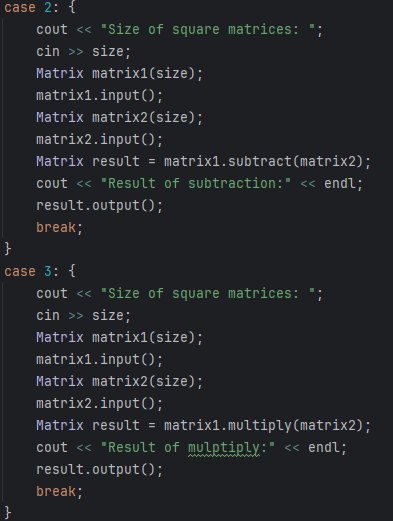 case 2: {
    cout << "Size of square matrices: ";
    cin >> size;
    Matrix matrix1(size);
    matrix1.input();
    Matrix matrix2(size);
    matrix2.input();
    Matrix result = matrix1.subtract(matrix2);
    cout << "Result of subtraction:" << endl;
    result.output();
    break;
}
case 3: {
    cout << "Size of square matrices: ";
    cin >> size;
    Matrix matrix1(size);
    matrix1.input();
    Matrix matrix2(size);
    matrix2.input();
    Matrix result = matrix1.multiply(matrix2);
    cout << "Result of mulptiply:" << endl;
    result.output();
    break;
}